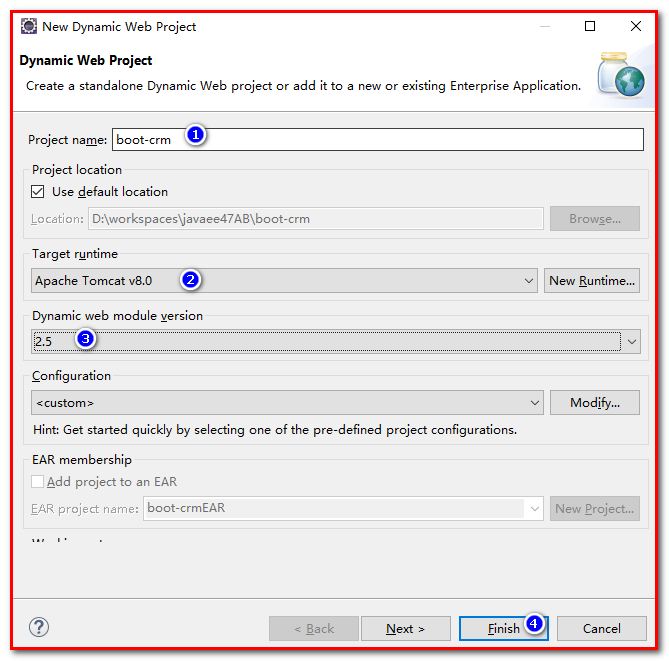 New Dynamic Web Project
Dynamic Web Project
Create a standalone Dynamic Web project or add it to a new or existing Enterprise Application.
Project name: boot-crm 1
Project location
Use default location
Location: D:\workspaces\javaee47AB\boot-crm Browse...
Target runtime
Apache Tomcat v8.0 2 New Runtime...
Dynamic web module version
2.5 3
Configuration
<custom> Modify...
Hint: Get started quickly by selecting one of the pre-defined project configurations.
EAR membership
Add project to an EAR
EAR project name: boot-crmEAR New Project...
? < Back Next > Finish 4 Cancel